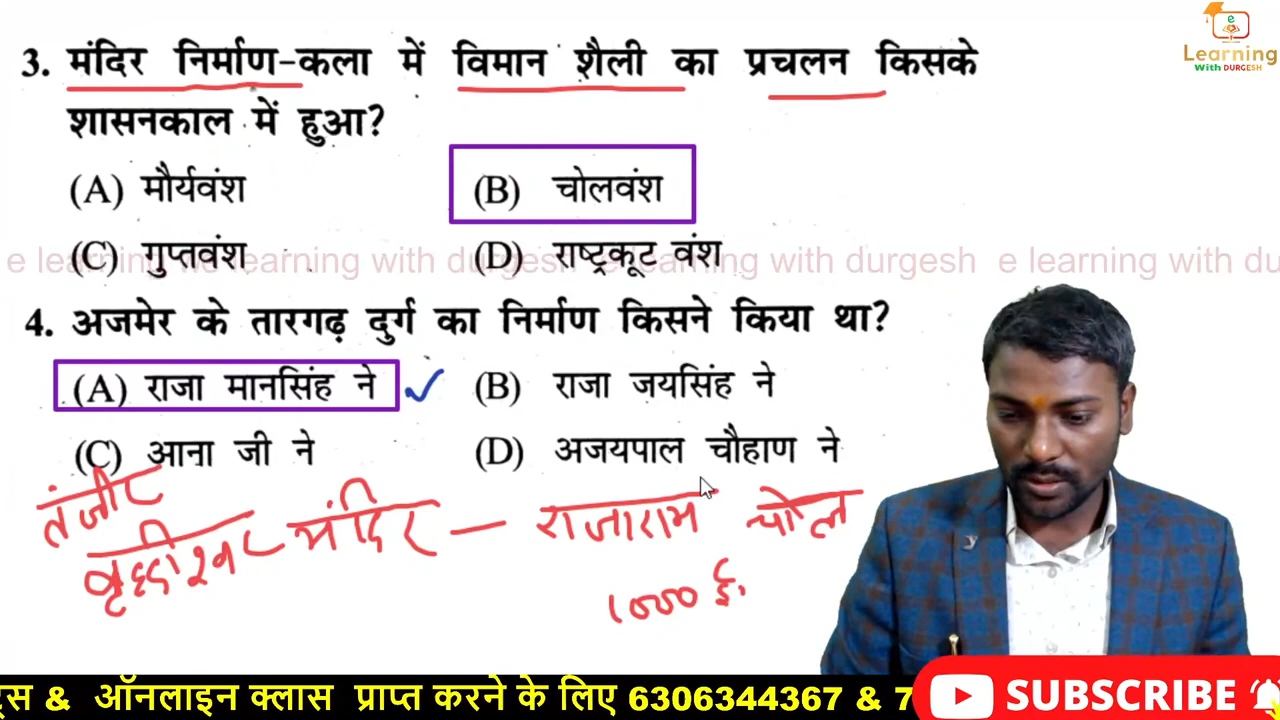 e
Learning
With DURGESH
3. मंदिर निर्माण-कला में विमान शैली का प्रचलन किसके
शासनकाल में हुआ?
(A) मौर्यवंश (B) चोलवंश
(C) गुप्तवंश (D) राष्ट्रकूट वंश
e learning we learning with durgesh e learning with durgesh e learning with du
4. अजमेर के तारगढ़ दुर्ग का निर्माण किसने किया था?
(A) राजा मानसिंह ने (B) राजा जयसिंह ने
(C) आना जी ने (D) अजयपाल चौहाण ने
तंजौर
बृहदीश्वर मंदिर — राजाराम चोल
1000 ई.
ट्स & ऑनलाइन क्लास प्राप्त करने के लिए 6306344367 & 7
SUBSCRIBE